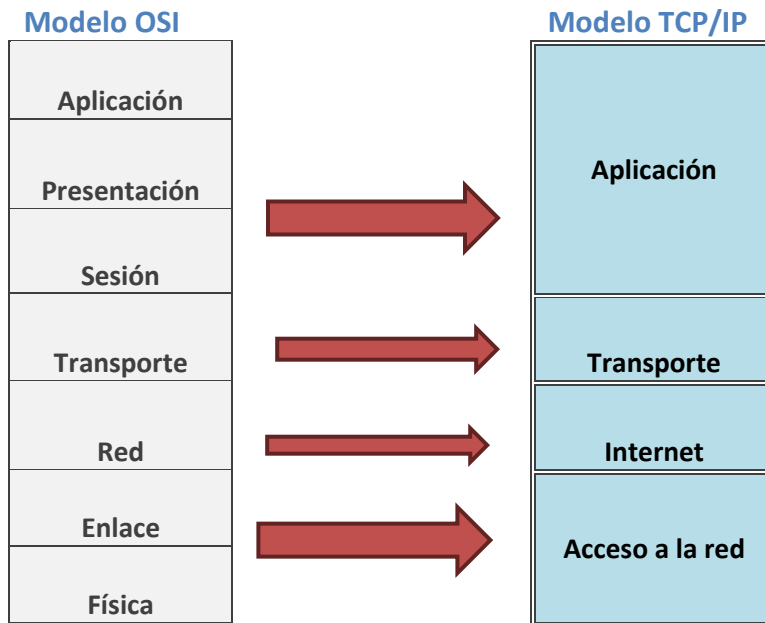 Modelo OSI
Aplicación
Presentación
Sesión
Transporte
Red
Enlace
Física
Modelo TCP/IP
Aplicación
Transporte
Internet
Acceso a la red